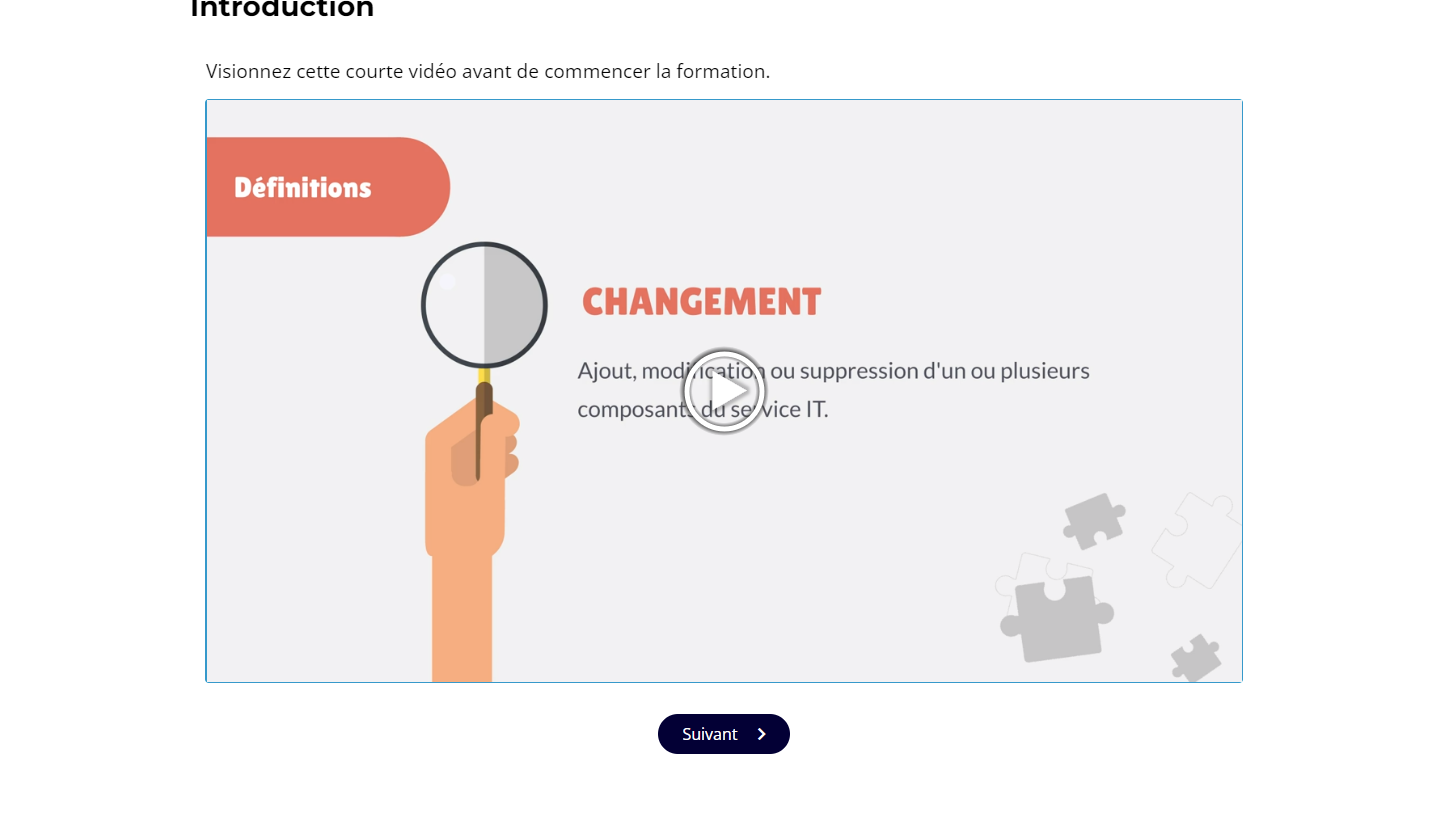 Introduction
Visionnez cette courte vidéo avant de commencer la formation.
Définitions
CHANGEMENT
Ajout, modification ou suppression d'un ou plusieurs
composants du service IT.
Suivant